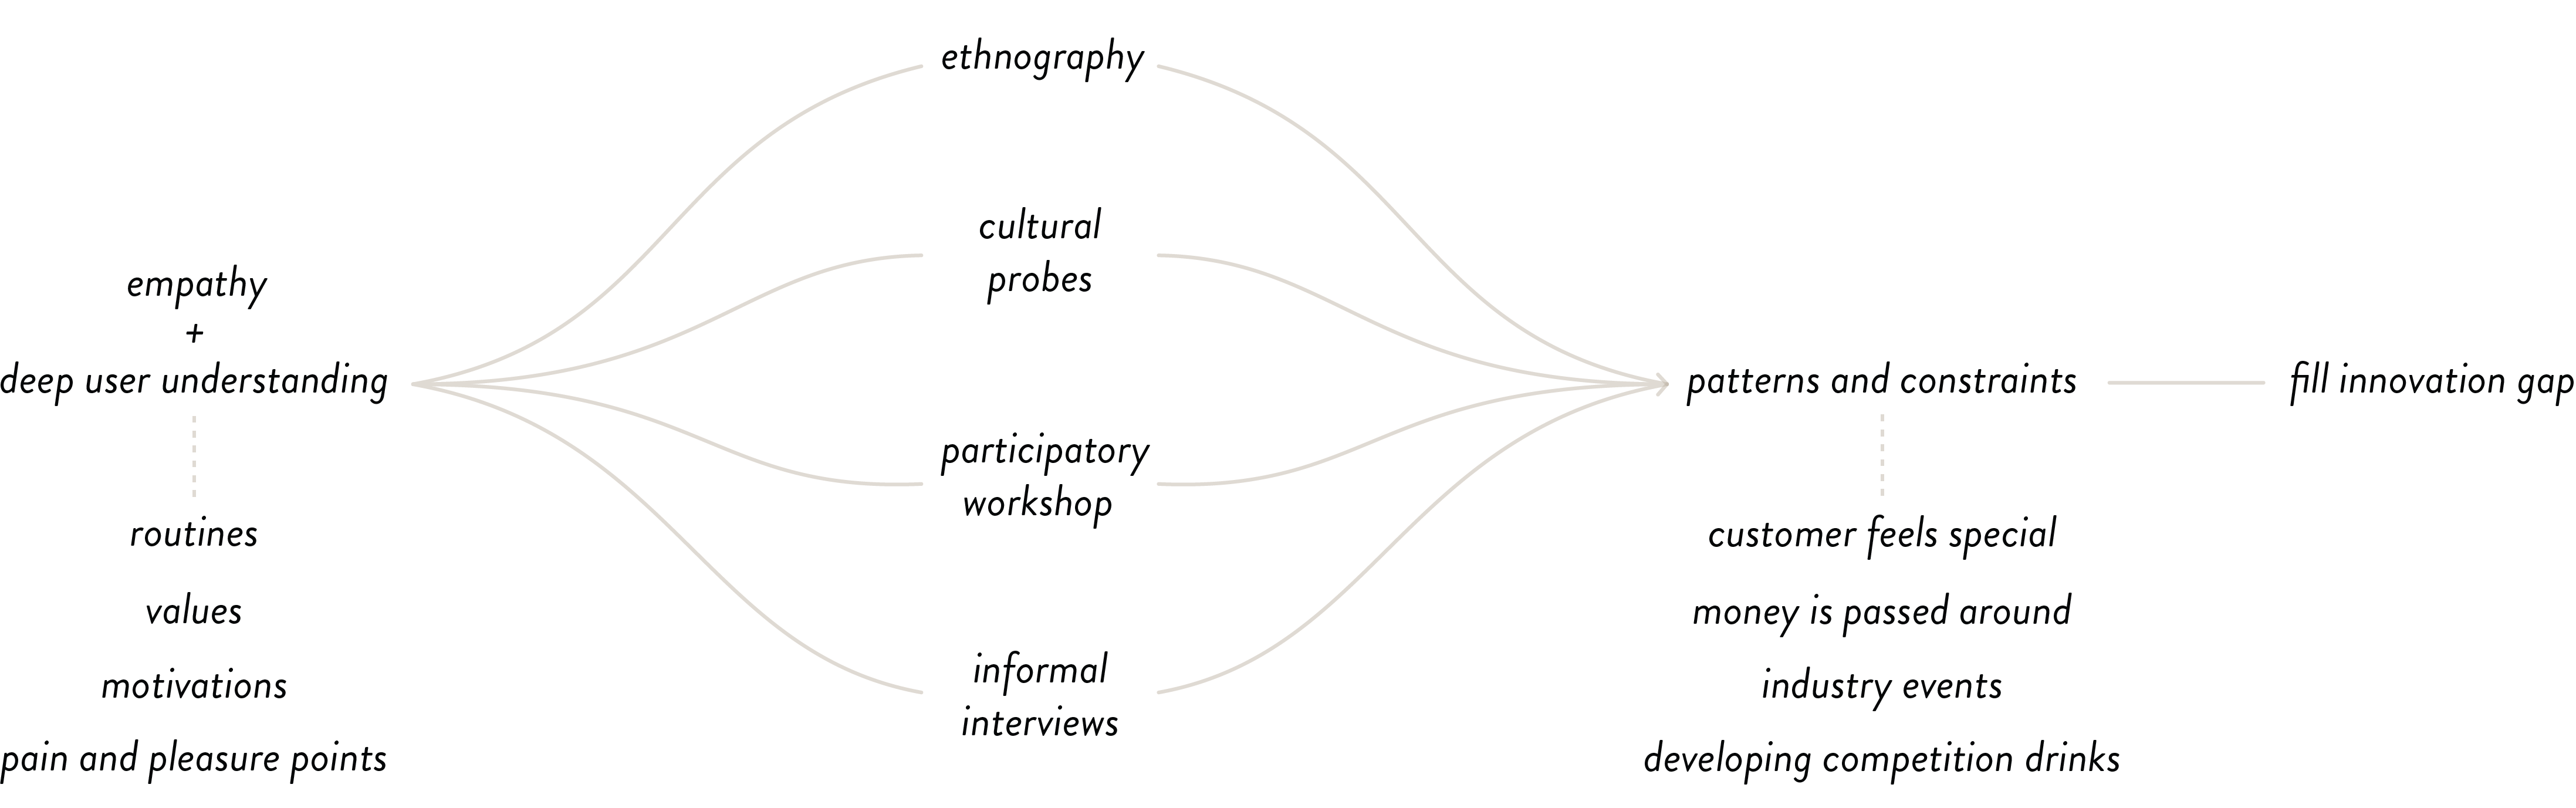 empathy
+
deep user understanding
routines
values
motivations
pain and pleasure points
ethnography
cultural
probes
participatory
workshop
informal
interviews
patterns and constraints
customer feels special
money is passed around
industry events
developing competition drinks
fill innovation gap